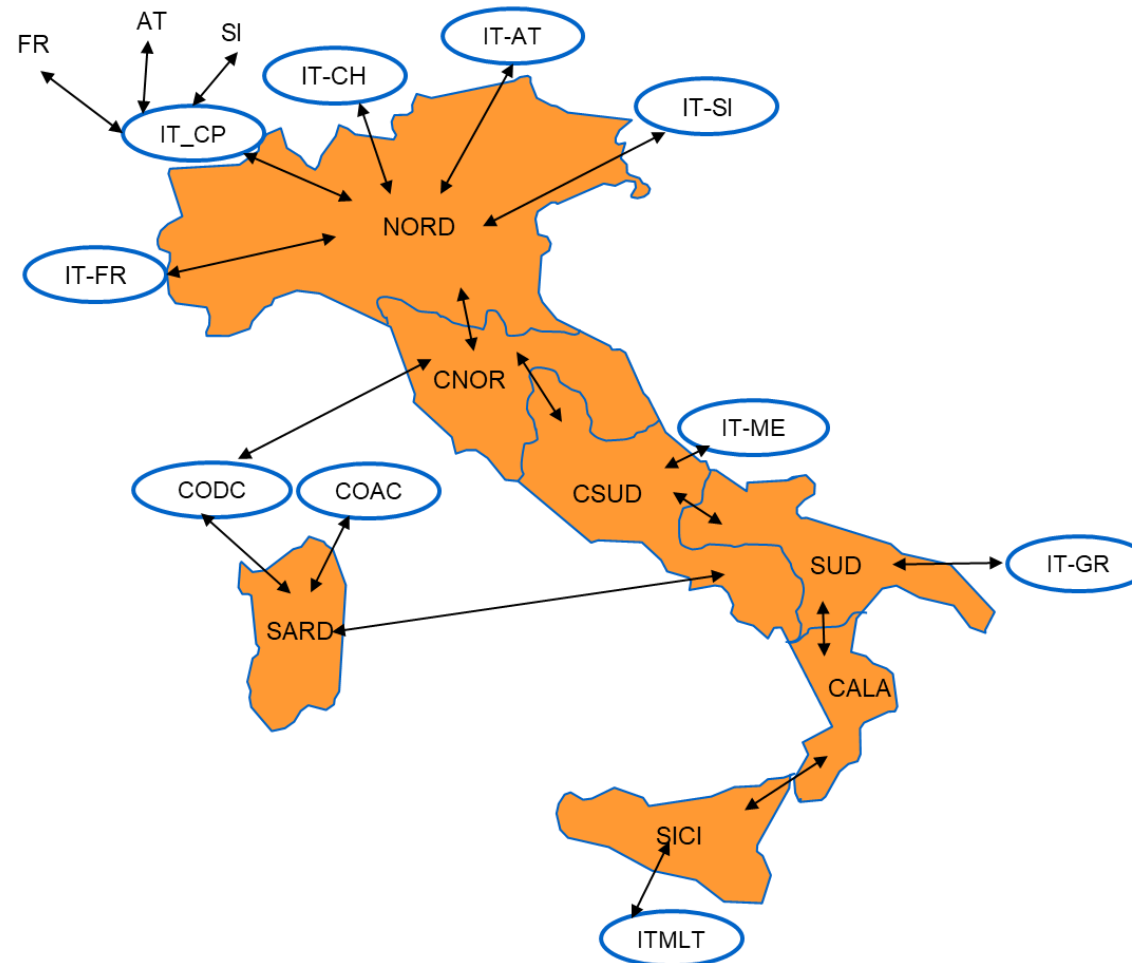 AT
SI
FR
IT-AT
IT-CH
IT-SI
IT_CP
NORD
IT-FR
CNOR
IT-ME
CODC
COAC
CSUD
SUD
IT-GR
SARD
CALA
SICI
ITMLT